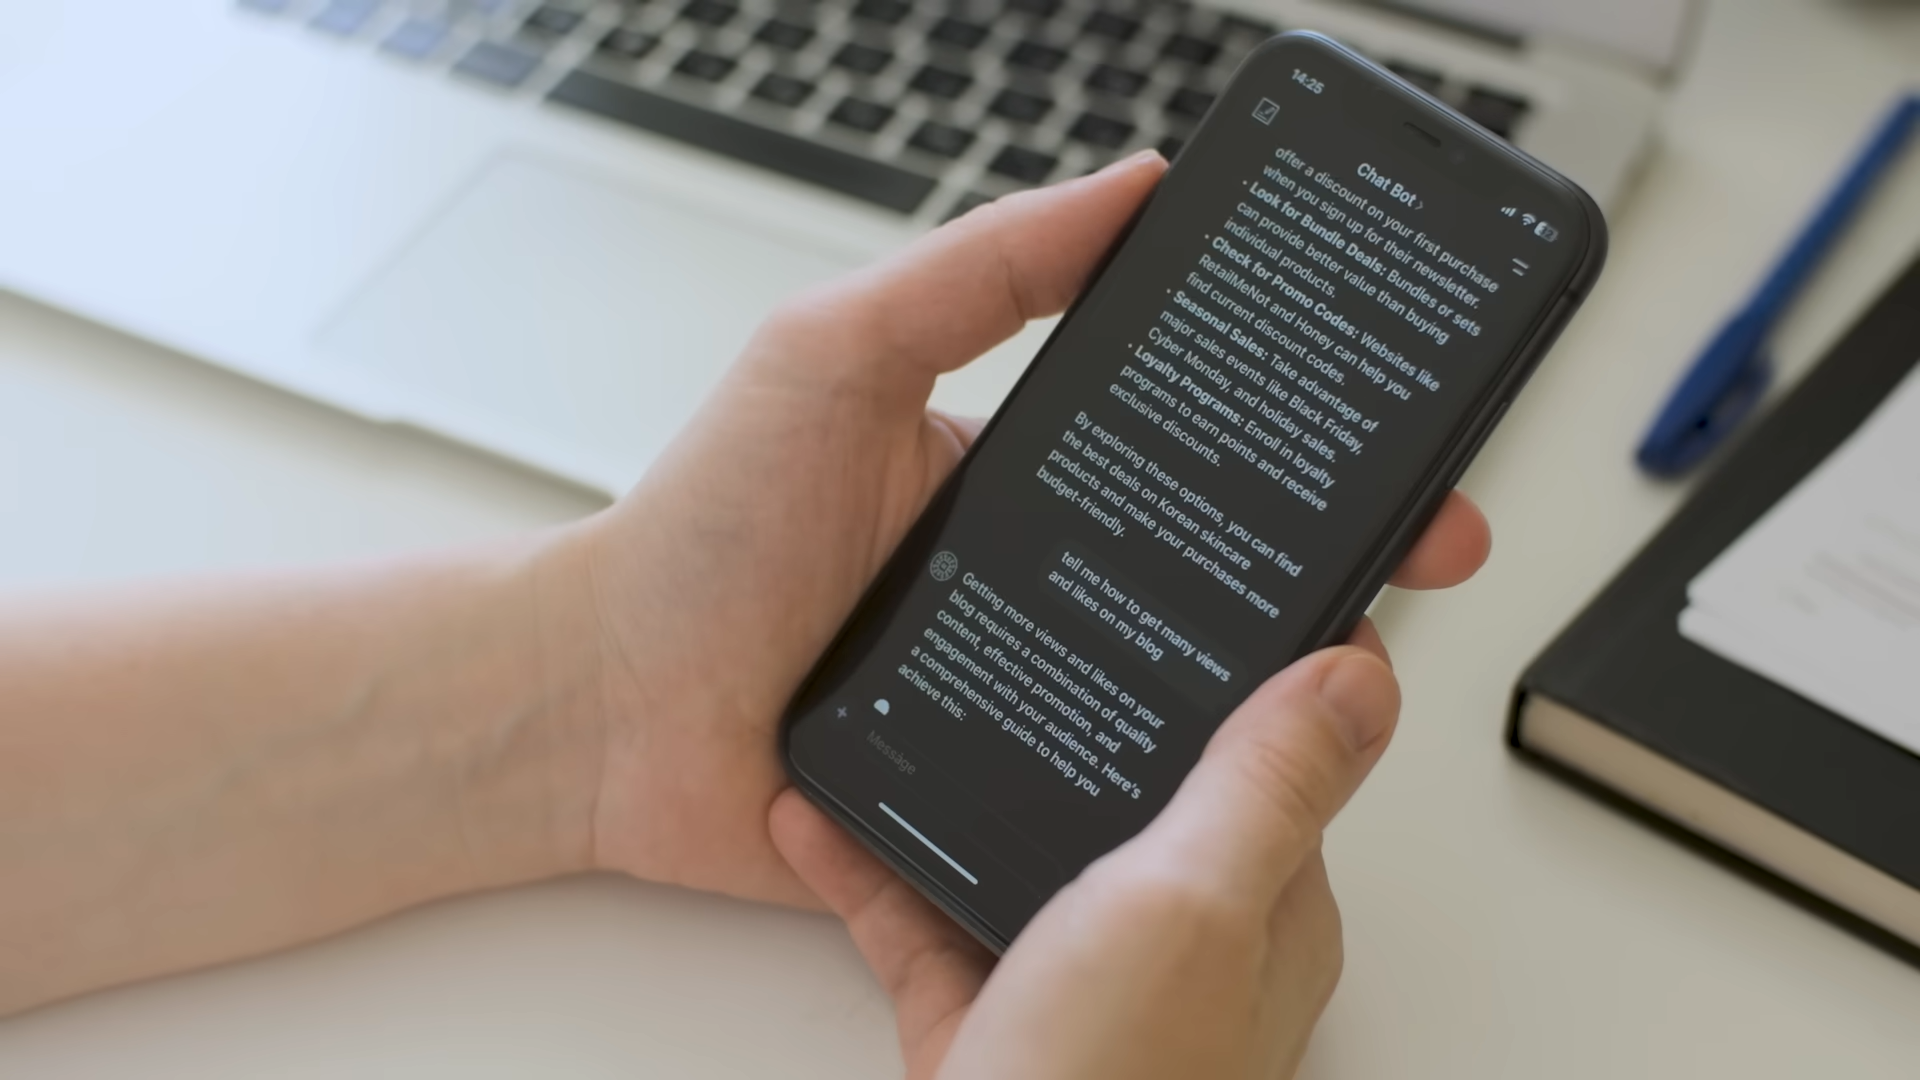 14:25
Chat Bot
offer a discount on your first purchase
when you sign up for their newsletter.
• Look for Bundle Deals: Bundles or sets
can provide better value than buying
individual products.
• Check for Promo Codes: Websites like
RetailMeNot and Honey can help you
find current discount codes.
• Seasonal Sales: Take advantage of
major sales events like Black Friday,
Cyber Monday, and holiday sales.
• Loyalty Programs: Enroll in loyalty
programs to earn points and receive
exclusive discounts.
By exploring these options, you can find
the best deals on Korean skincare
products and make your purchases more
budget-friendly.
tell me how to get many views
and likes on my blog
Getting more views and likes on your
blog requires a combination of quality
content, effective promotion, and
engagement with your audience. Here's
a comprehensive guide to help you
achieve this:
Message